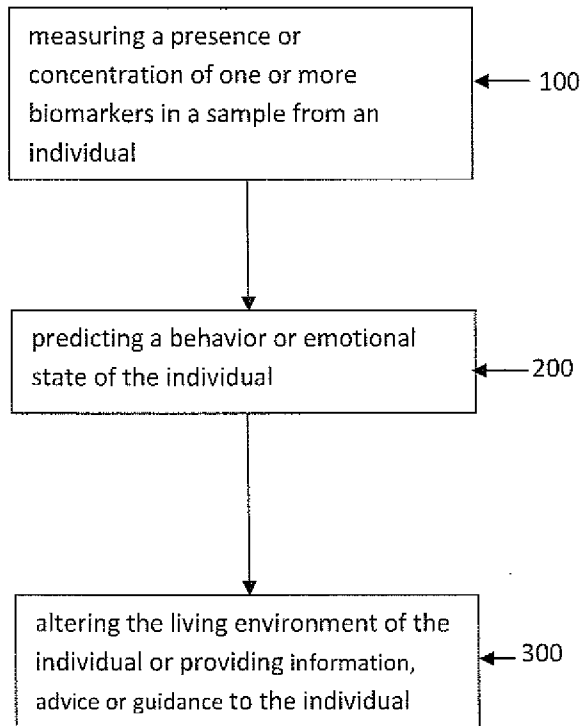 measuring a presence or
concentration of one or more
biomarkers in a sample from an
individual
100
predicting a behavior or emotional
state of the individual
200
altering the living environment of the
individual or providing information,
advice or guidance to the individual
300